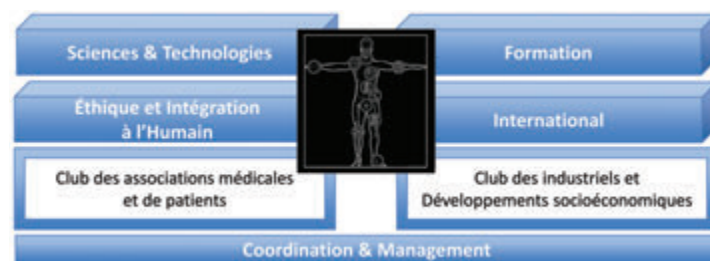 Sciences & Technologies
Formation
Éthique et Intégration
à l'Humain
International
Club des associations médicales
et de patients
Club des industriels et
Développements socioéconomiques
Coordination & Management